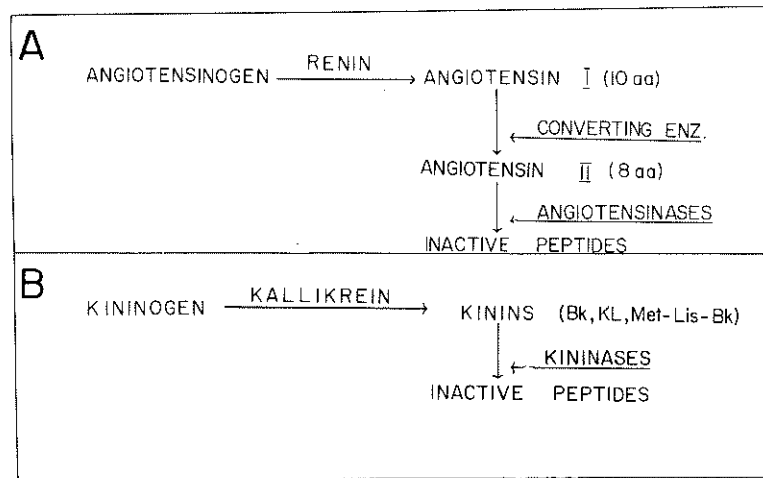 A
RENIN
ANGIOTENSINOGEN ANGIOTENSIN I (10 aa)
CONVERTING ENZ.
ANGIOTENSIN II (8 aa)
ANGIOTENSINASES
INACTIVE PEPTIDES
B
KALLIKREIN
KININOGEN KININS (Bk, KL, Met-Lis-Bk)
KININASES
INACTIVE PEPTIDES